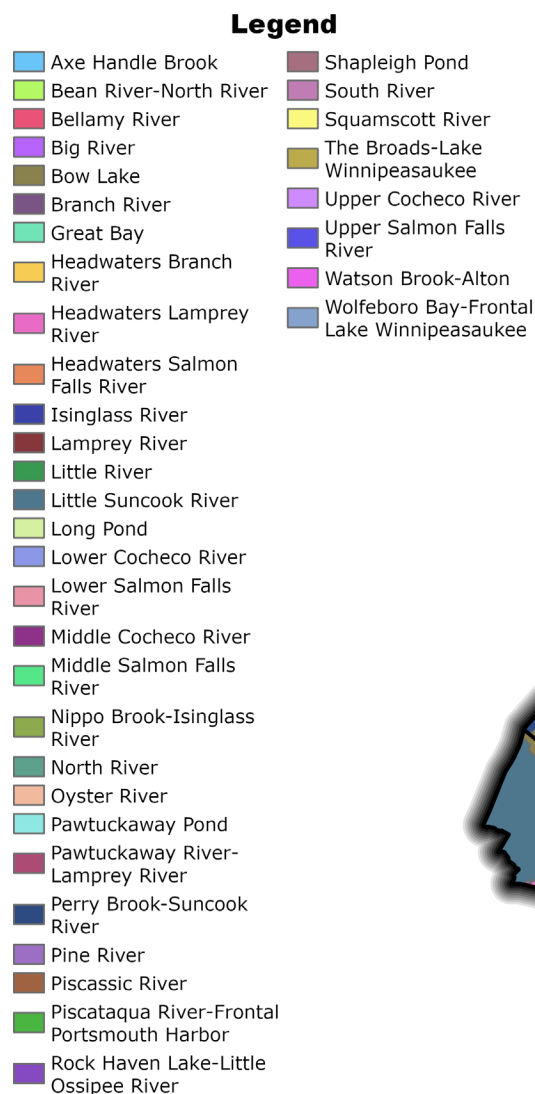 Legend
Axe Handle Brook
Bean River-North River
Bellamy River
Big River
Bow Lake
Branch River
Great Bay
Headwaters Branch
River
Headwaters Lamprey
River
Headwaters Salmon
Falls River
Isinglass River
Lamprey River
Little River
Little Suncook River
Long Pond
Lower Cocheco River
Lower Salmon Falls
River
Middle Cocheco River
Middle Salmon Falls
River
Nippo Brook-Isinglass
River
North River
Oyster River
Pawtuckaway Pond
Pawtuckaway River-
Lamprey River
Perry Brook-Suncook
River
Pine River
Piscassic River
Piscataqua River-Frontal
Portsmouth Harbor
Rock Haven Lake-Little
Ossipee River
Shapleigh Pond
South River
Squamscott River
The Broads-Lake
Winnipeasaukee
Upper Cocheco River
Upper Salmon Falls
River
Watson Brook-Alton
Wolfeboro Bay-Frontal
Lake Winnipeasaukee